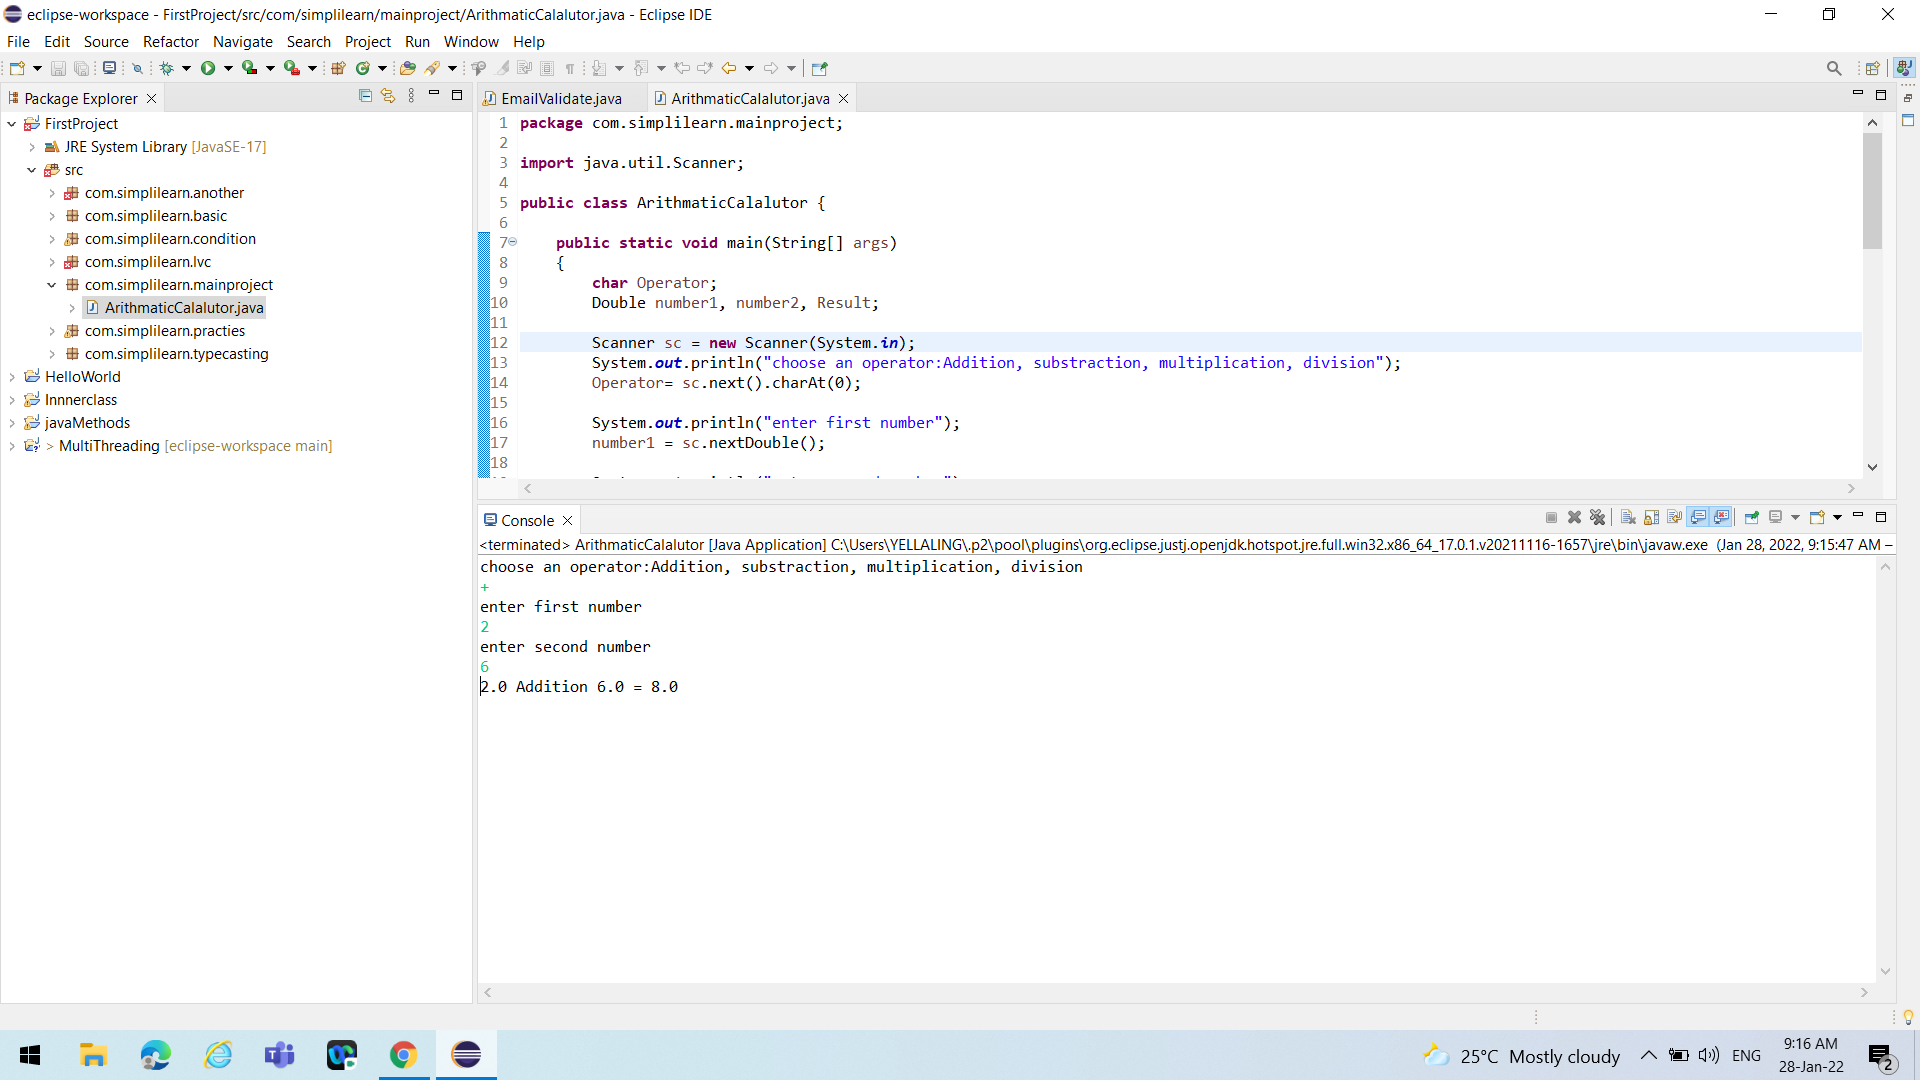 eclipse-workspace - FirstProject/src/com/simplilearn/mainproject/ArithmaticCalalutor.java - Eclipse IDE
File Edit Source Refactor Navigate Search Project Run Window Help
Package Explorer
FirstProject
JRE System Library [JavaSE-17]
src
com.simplilearn.another
com.simplilearn.basic
com.simplilearn.condition
com.simplilearn.lvc
com.simplilearn.mainproject
ArithmaticCalalutor.java
com.simplilearn.practies
com.simplilearn.typecasting
HelloWorld
Innnerclass
javaMethods
> MultiThreading [eclipse-workspace main]
EmailValidate.java ArithmaticCalalutor.java
1 package com.simplilearn.mainproject;
2
3 import java.util.Scanner;
4
5 public class ArithmaticCalalutor {
6
7 public static void main(String[] args)
8 {
9 char Operator;
10 Double number1, number2, Result;
11
12 Scanner sc = new Scanner(System.in);
13 System.out.println("choose an operator:Addition, substraction, multiplication, division");
14 Operator= sc.next().charAt(0);
15
16 System.out.println("enter first number");
17 number1 = sc.nextDouble();
18
Console
<terminated> ArithmaticCalalutor [Java Application] C:\Users\YELLALING\.p2\pool\plugins\org.eclipse.justj.openjdk.hotspot.jre.full.win32.x86_64_17.0.1.v20211116-1657\jre\bin\javaw.exe (Jan 28, 2022, 9:15:47 AM –
choose an operator:Addition, substraction, multiplication, division
+
enter first number
2
enter second number
6
2.0 Addition 6.0 = 8.0
25°C Mostly cloudy
ENG
9:16 AM
28-Jan-22
2